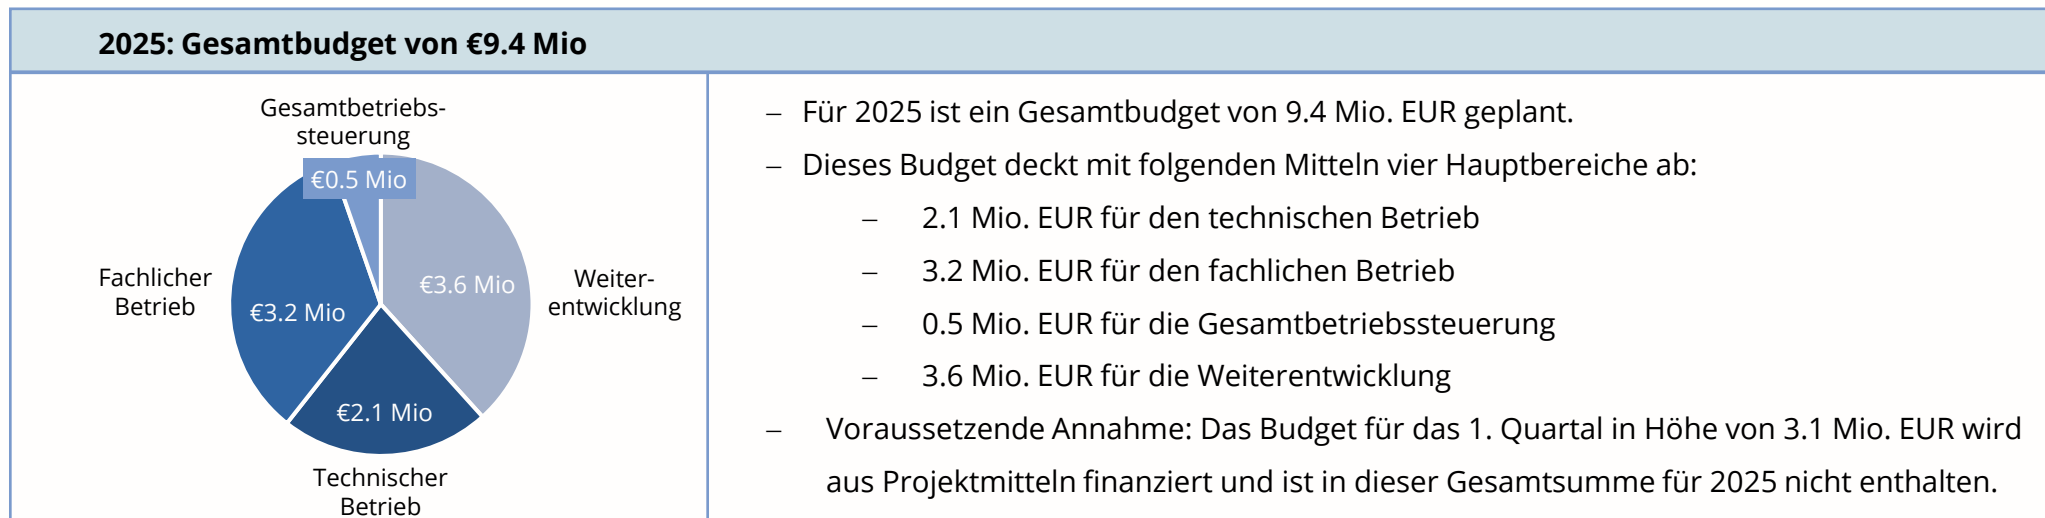 2025: Gesamtbudget von €9.4 Mio
Gesamtbetriebs-
steuerung
€0.5 Mio
Fachlicher
Betrieb
€3.2 Mio
€3.6 Mio
Weiter-
entwicklung
€2.1 Mio
Technischer
Betrieb
– Für 2025 ist ein Gesamtbudget von 9.4 Mio. EUR geplant.
– Dieses Budget deckt mit folgenden Mitteln vier Hauptbereiche ab:
– 2.1 Mio. EUR für den technischen Betrieb
– 3.2 Mio. EUR für den fachlichen Betrieb
– 0.5 Mio. EUR für die Gesamtbetriebssteuerung
– 3.6 Mio. EUR für die Weiterentwicklung
– Voraussetzende Annahme: Das Budget für das 1. Quartal in Höhe von 3.1 Mio. EUR wird
aus Projektmitteln finanziert und ist in dieser Gesamtsumme für 2025 nicht enthalten.